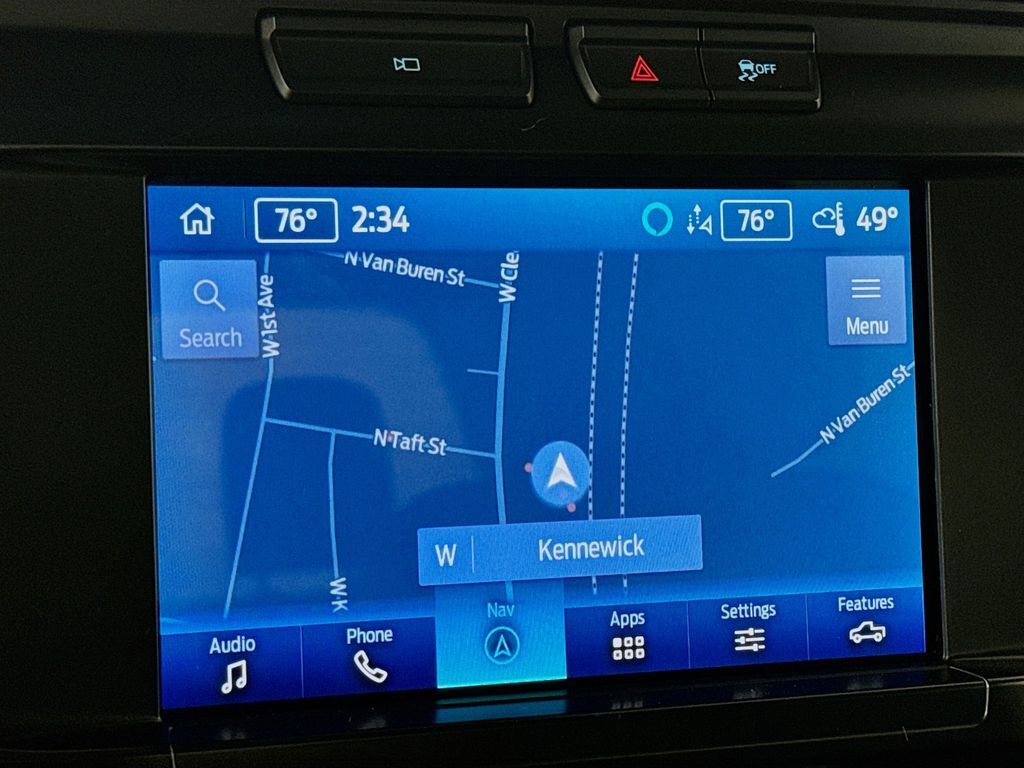 OFF
76° 2:34 76° 49°
N Van Buren St
W Cle
W 1st Ave
Search
Menu
N Van Buren St
N Taft St
W Kennewick
W K
Audio
Phone
Nav
Apps
Settings
Features